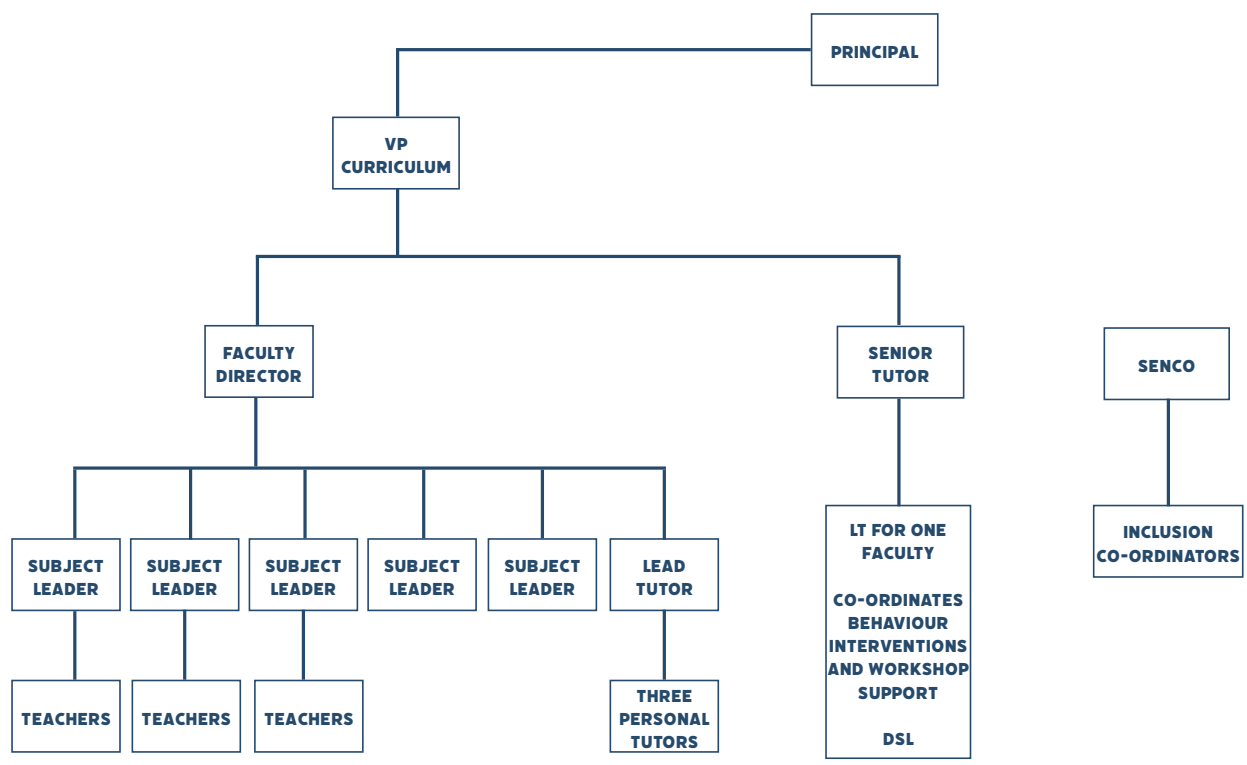 PRINCIPAL
VP
CURRICULUM
FACULTY
DIRECTOR
SENIOR
TUTOR
SENCO
SUBJECT
LEADER
SUBJECT
LEADER
SUBJECT
LEADER
SUBJECT
LEADER
SUBJECT
LEADER
LEAD
TUTOR
LT FOR ONE
FACULTY
CO-ORDINATES
BEHAVIOUR
INTERVENTIONS
AND WORKSHOP
SUPPORT
DSL
INCLUSION
CO-ORDINATORS
TEACHERS
TEACHERS
TEACHERS
THREE
PERSONAL
TUTORS